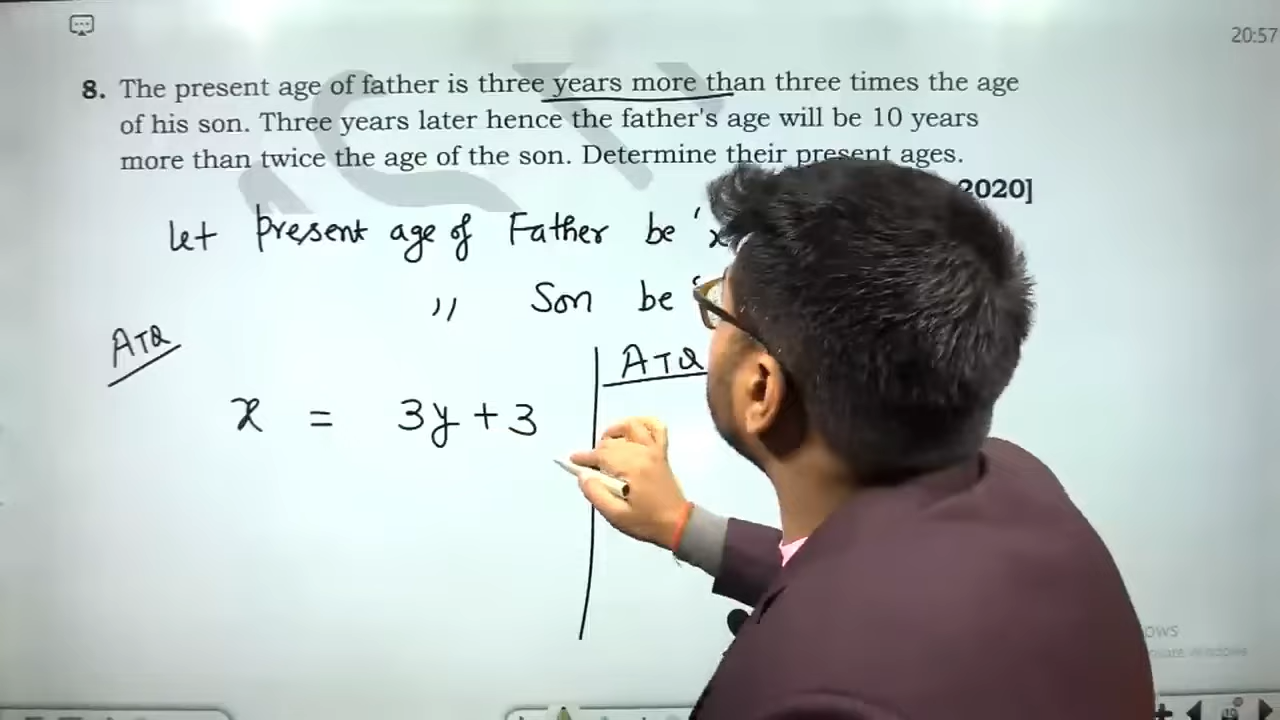 20:57
8. The present age of father is three years more than three times the age
of his son. Three years later hence the father's age will be 10 years
more than twice the age of the son. Determine their present ages.
2020]
Let Present age of Father be 'x
" Son be '
ATQ
ATQ
x = 3y + 3